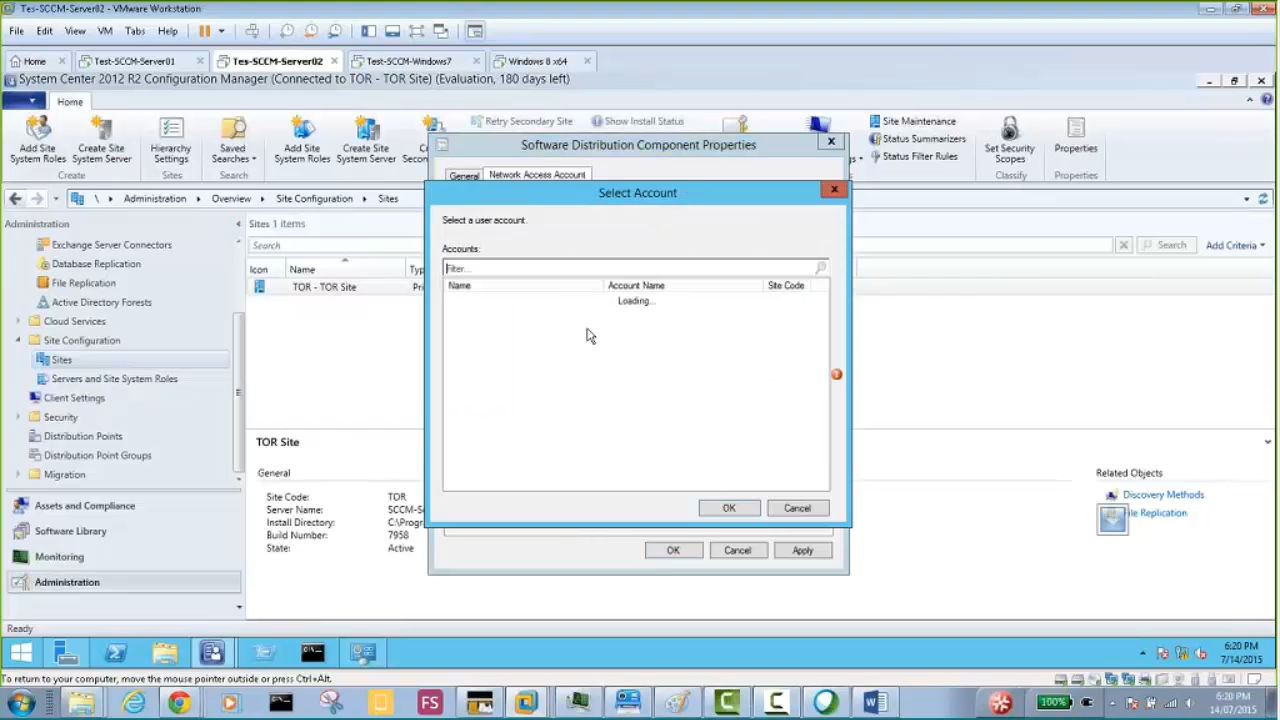 Tes-SCCM-Server02 - VMware Workstation
File Edit View VM Tabs Help
Home Test-SCCM-Server01 Tes-SCCM-Server02 Test-SCCM-Windows7 Windows 8 x64
System Center 2012 R2 Configuration Manager (Connected to TOR - TOR Site) (Evaluation, 180 days left)
Home
Add Site System Roles
Create Site System Server
Create
Hierarchy Settings
Sites
Saved Searches
Search
Add Site System Roles
Create Site System Server
Retry Secondary Site
Show Install Status
Site Maintenance
Status Summarizers
Status Filter Rules
Set Security Scopes
Classify
Properties
Properties
\ Administration Overview Site Configuration Sites
Administration
Exchange Server Connectors
Database Replication
File Replication
Active Directory Forests
Cloud Services
Site Configuration
Sites
Servers and Site System Roles
Client Settings
Security
Distribution Points
Distribution Point Groups
Migration
Assets and Compliance
Software Library
Monitoring
Administration
Sites 1 items
Search
Search
Add Criteria
Icon Name
TOR - TOR Site
Software Distribution Component Properties
General Network Access Account
Select Account
Select a user account.
Accounts:
Filter...
Name Account Name Site Code
Loading...
OK Cancel
OK Cancel Apply
TOR Site
General
Site Code: TOR
Server Name:
Install Directory:
Build Number: 7958
State: Active
Related Objects
Discovery Methods
File Replication
Ready
6:20 PM
7/14/2015
To return to your computer, move the mouse pointer outside or press Ctrl+Alt.
FS
100%
6:20 PM
14/07/2015